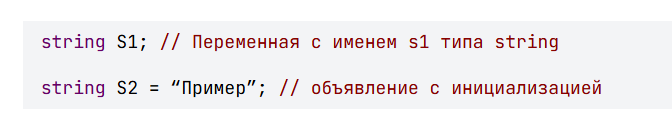 string S1; // Переменная с именем s1 типа string
string S2 = “Пример”; // объявление с инициализацией